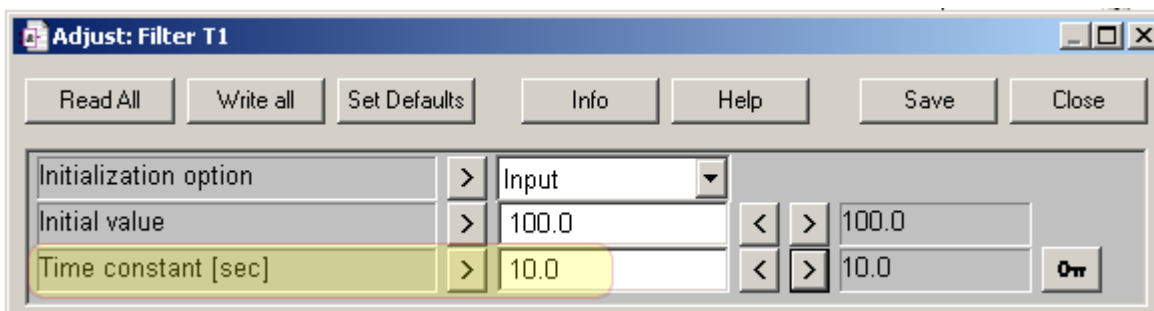 Adjust: Filter T1
Read All Write all Set Defaults Info Help Save Close
Initialization option > Input
Initial value > 100.0 < > 100.0
Time constant [sec] > 10.0 < > 10.0